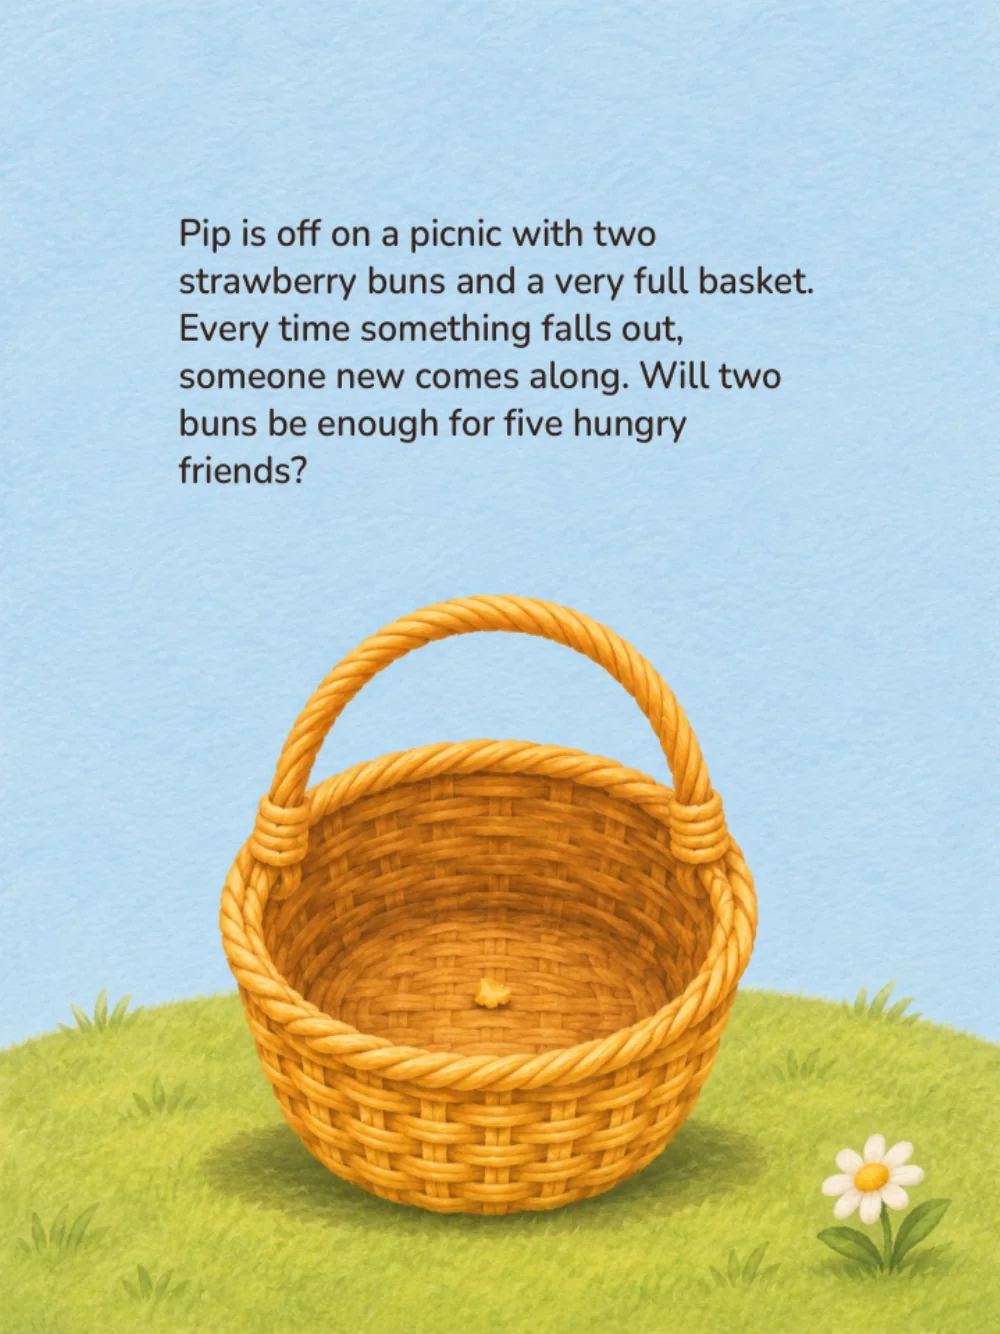 Pip is off on a picnic with two
strawberry buns and a very full basket.
Every time something falls out,
someone new comes along. Will two
buns be enough for five hungry
friends?